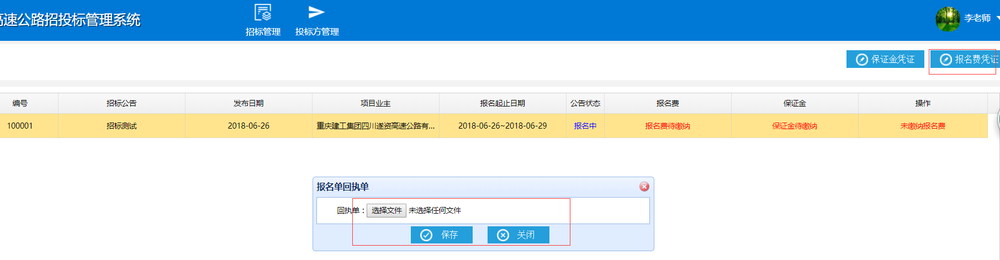 高速公路招投标管理系统
招标管理 投标方管理
李老师
保证金凭证 报名费凭证
编号 招标公告 发布日期 项目业主 报名起止日期 公告状态 报名费 保证金 操作
100001 招标测试 2018-06-26 重庆建工集团四川遂资高速公路有... 2018-06-26~2018-06-29 报名中 报名费待缴纳 保证金待缴纳 未缴纳报名费
报名单回执单
回执单：选择文件 未选择任何文件
保存 关闭